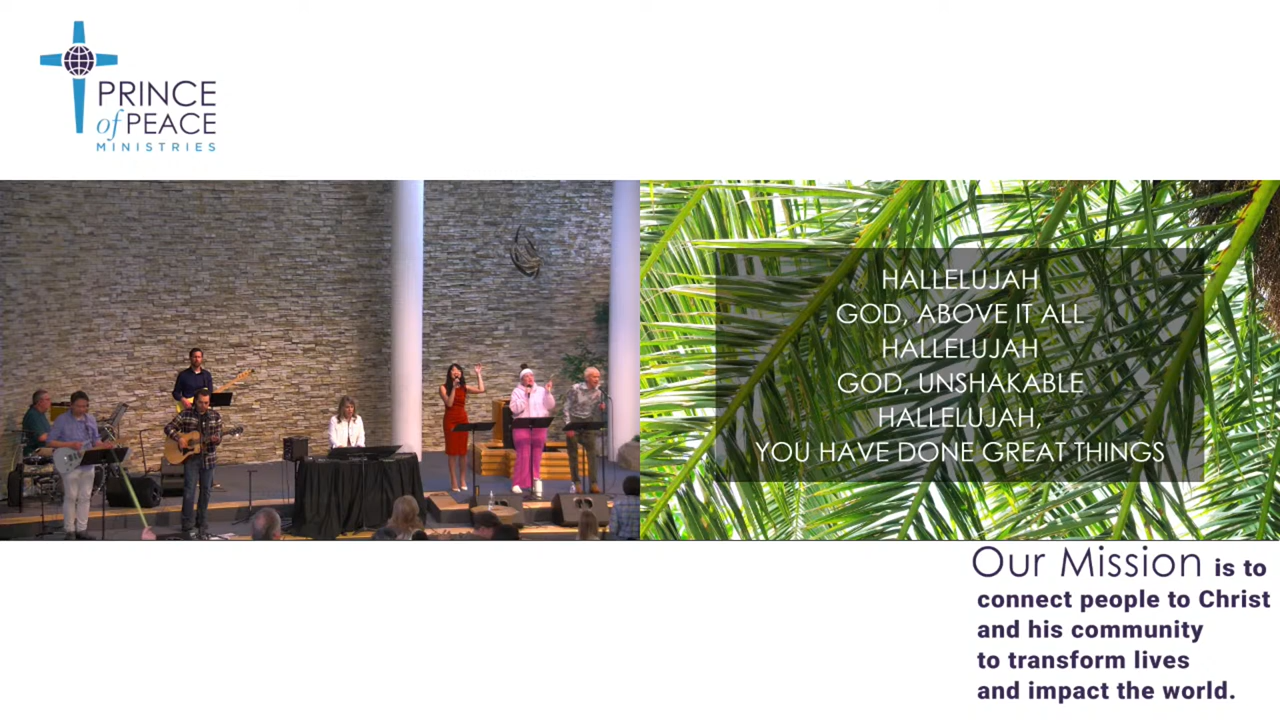 PRINCE
of PEACE
MINISTRIES
HALLELUJAH
GOD, ABOVE IT ALL
HALLELUJAH
GOD, UNSHAKABLE
HALLELUJAH,
YOU HAVE DONE GREAT THINGS
Our Mission is to
connect people to Christ
and his community
to transform lives
and impact the world.